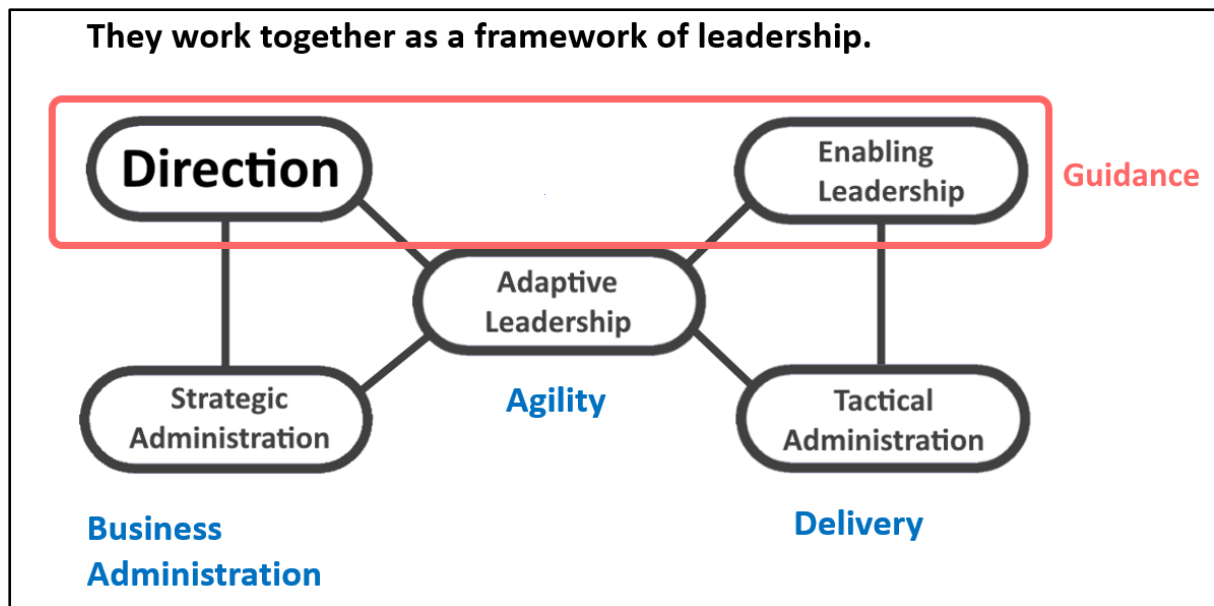 They work together as a framework of leadership.
Direction
Enabling
Leadership
Guidance
Adaptive
Leadership
Strategic
Administration
Agility
Tactical
Administration
Business
Administration
Delivery